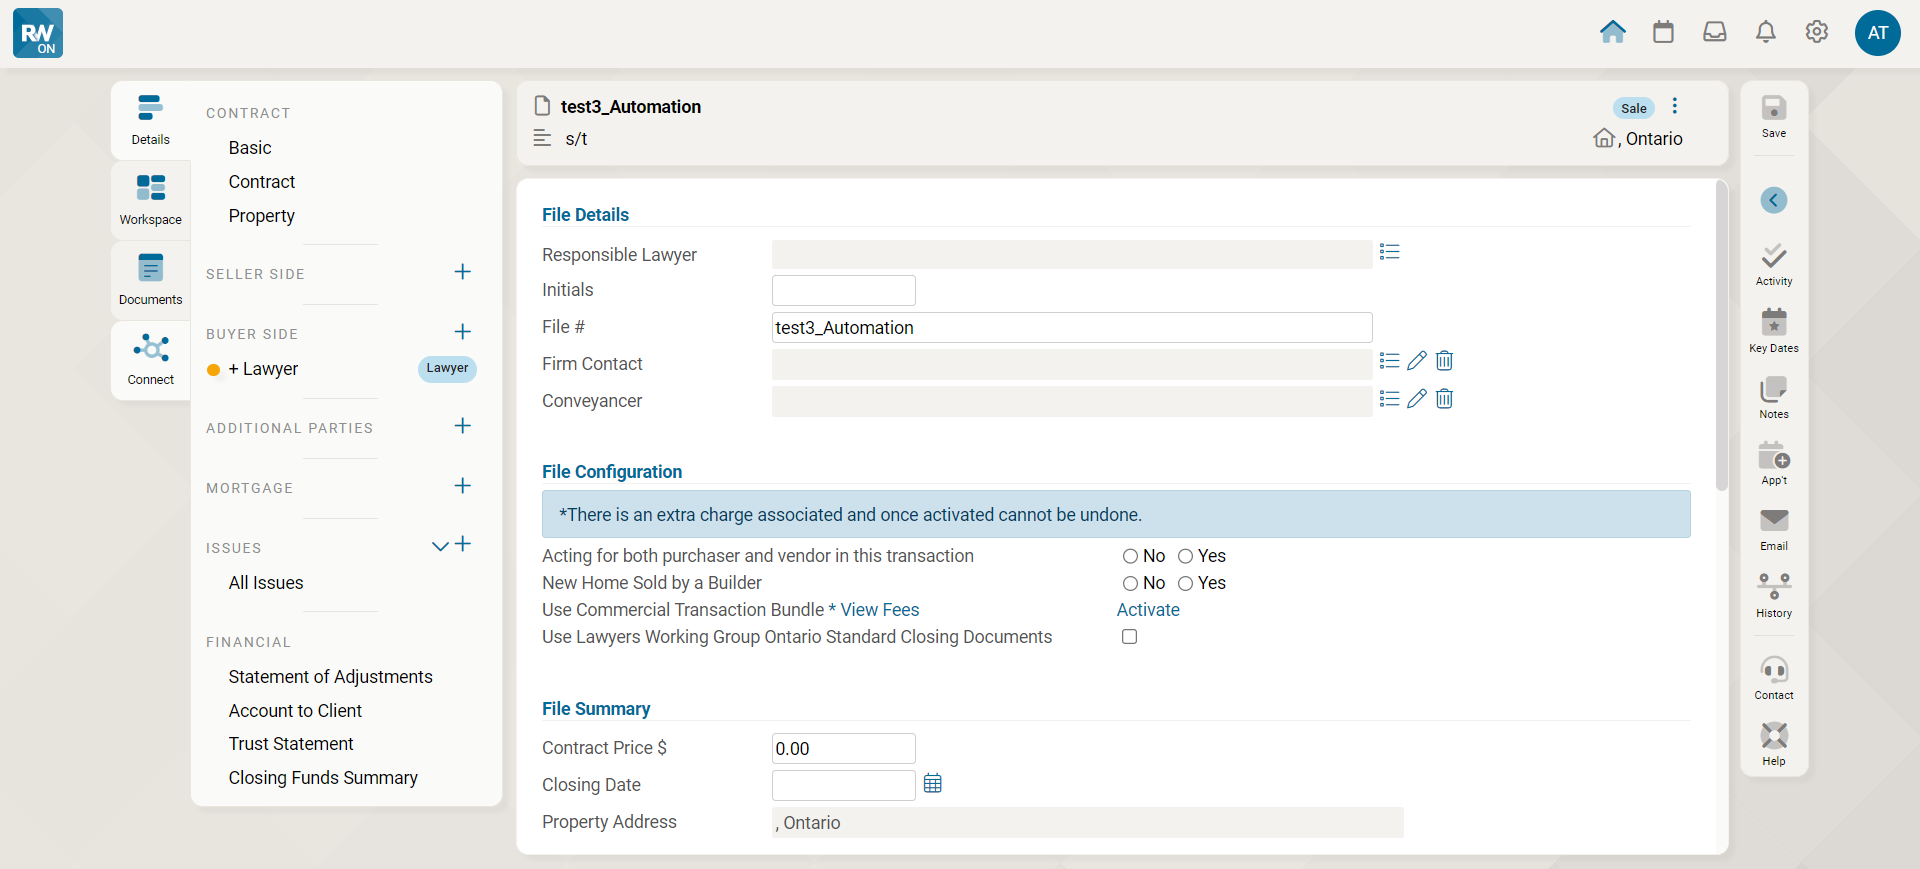 RW
ON
AT
Details
Workspace
Documents
Connect
CONTRACT
Basic
Contract
Property
SELLER SIDE
BUYER SIDE
+ Lawyer
Lawyer
ADDITIONAL PARTIES
MORTGAGE
ISSUES
All Issues
FINANCIAL
Statement of Adjustments
Account to Client
Trust Statement
Closing Funds Summary
test3_Automation
Sale
s/t
, Ontario
File Details
Responsible Lawyer
Initials
File # test3_Automation
Firm Contact
Conveyancer
File Configuration
*There is an extra charge associated and once activated cannot be undone.
Acting for both purchaser and vendor in this transaction No Yes
New Home Sold by a Builder No Yes
Use Commercial Transaction Bundle * View Fees Activate
Use Lawyers Working Group Ontario Standard Closing Documents
File Summary
Contract Price $ 0.00
Closing Date
Property Address , Ontario
Save
Activity
Key Dates
Notes
App't
Email
History
Contact
Help